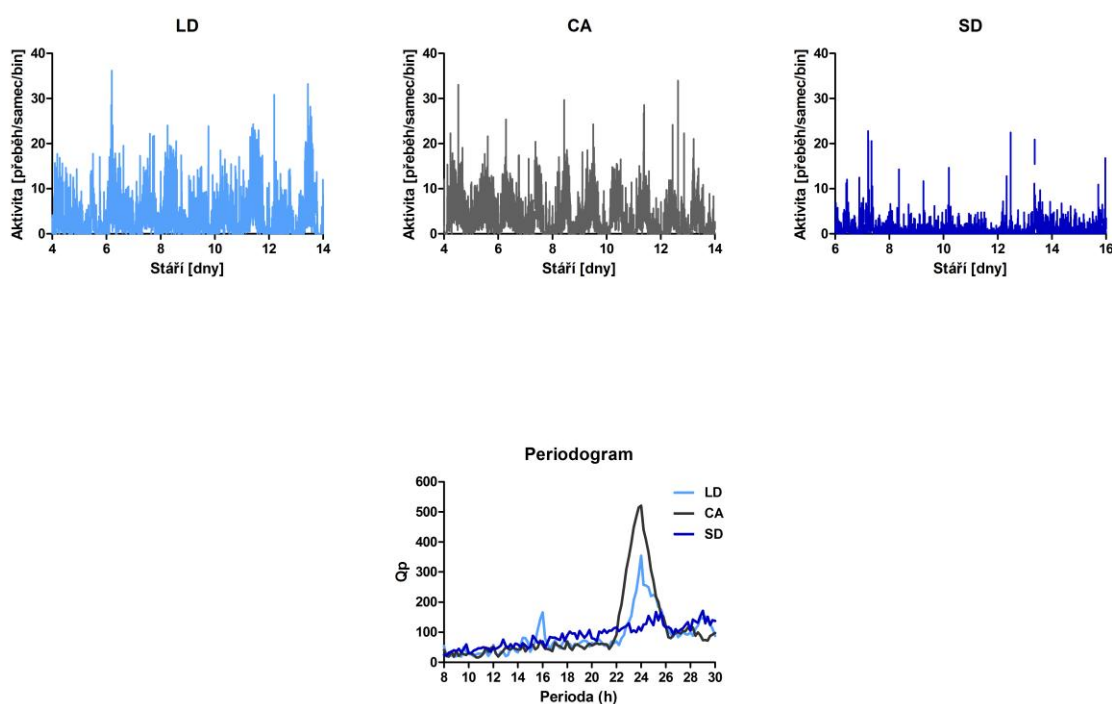 LD
Aktivita [přeběh/samec/bin]
40
30
20
10
0
4 6 8 10 12 14
Stáří [dny]
CA
Aktivita [přeběh/samec/bin]
40
30
20
10
0
4 6 8 10 12 14
Stáří [dny]
SD
Aktivita [přeběh/samec/bin]
40
30
20
10
0
6 8 10 12 14 16
Stáří [dny]
Periodogram
Qp
600
500
400
300
200
100
0
8 10 12 14 16 18 20 22 24 26 28 30
Perioda (h)
LD
CA
SD